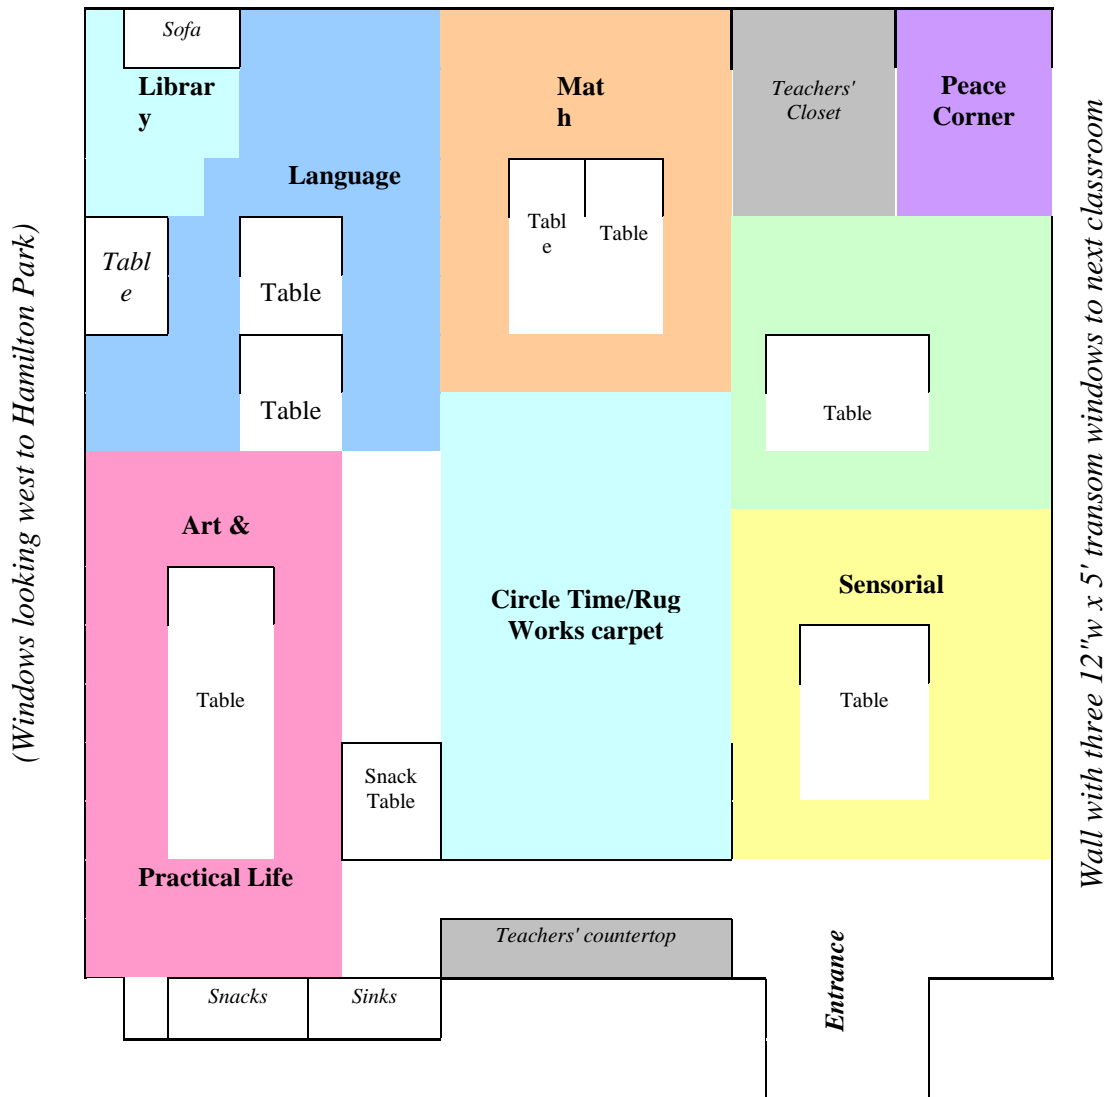 Sofa
Librar
y
Mat
h
Teachers'
Closet
Peace
Corner
Language
Tabl
e
Table
Tabl
e
Table
Table
Table
(Windows looking west to Hamilton Park)
Wall with three 12"w x 5' transom windows to next classroom
Art &
Circle Time/Rug
Works carpet
Sensorial
Table
Table
Snack
Table
Practical Life
Teachers' countertop
Entrance
Snacks
Sinks